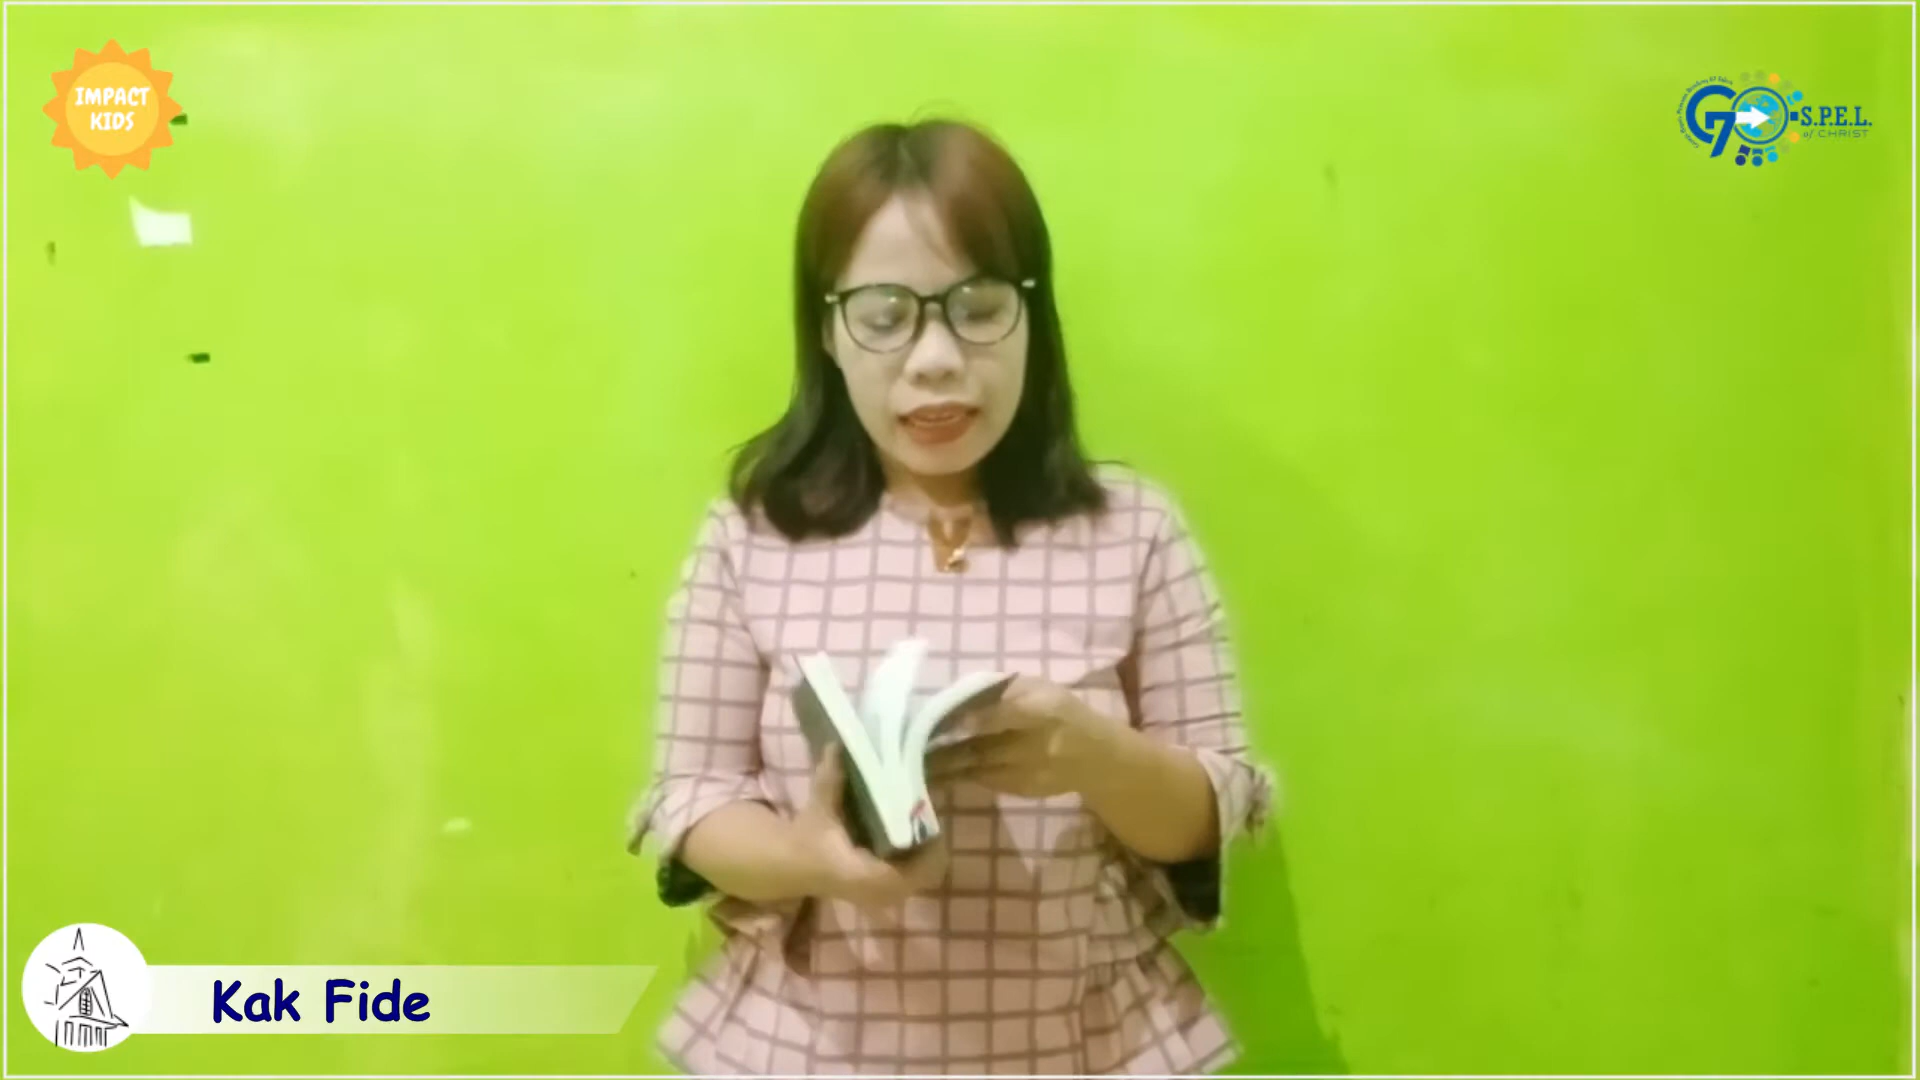 IMPACT
KIDS
S.P.E.L.
of CHRIST
Kak Fide